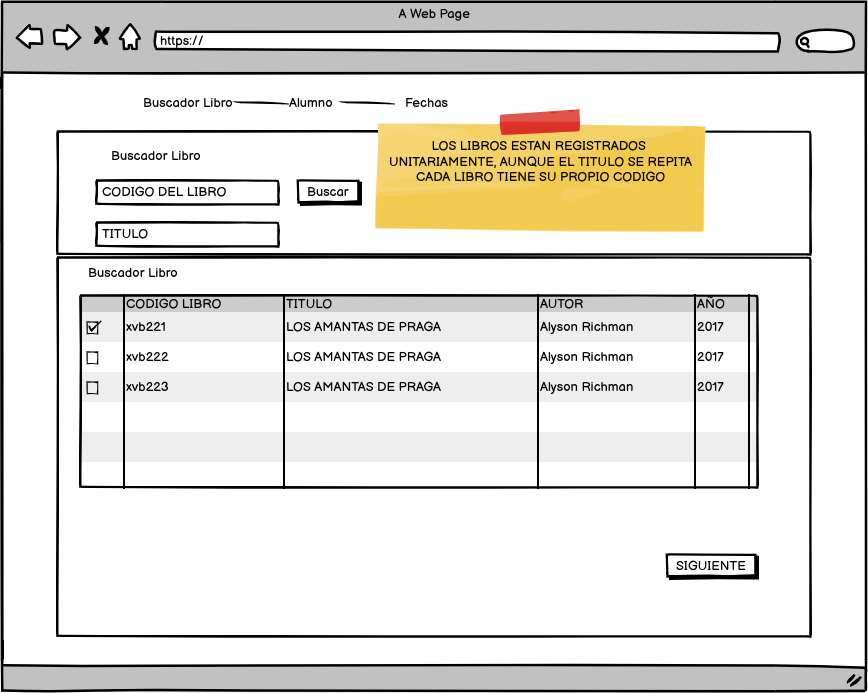 A Web Page
https://
Buscador Libro Alumno Fechas
LOS LIBROS ESTAN REGISTRADOS
UNITARIAMENTE, AUNQUE EL TITULO SE REPITA
CADA LIBRO TIENE SU PROPIO CODIGO
Buscador Libro
CODIGO DEL LIBRO Buscar
TITULO
Buscador Libro
CODIGO LIBRO TITULO AUTOR AÑO
xvb221 LOS AMANTAS DE PRAGA Alyson Richman 2017
xvb222 LOS AMANTAS DE PRAGA Alyson Richman 2017
xvb223 LOS AMANTAS DE PRAGA Alyson Richman 2017
SIGUIENTE